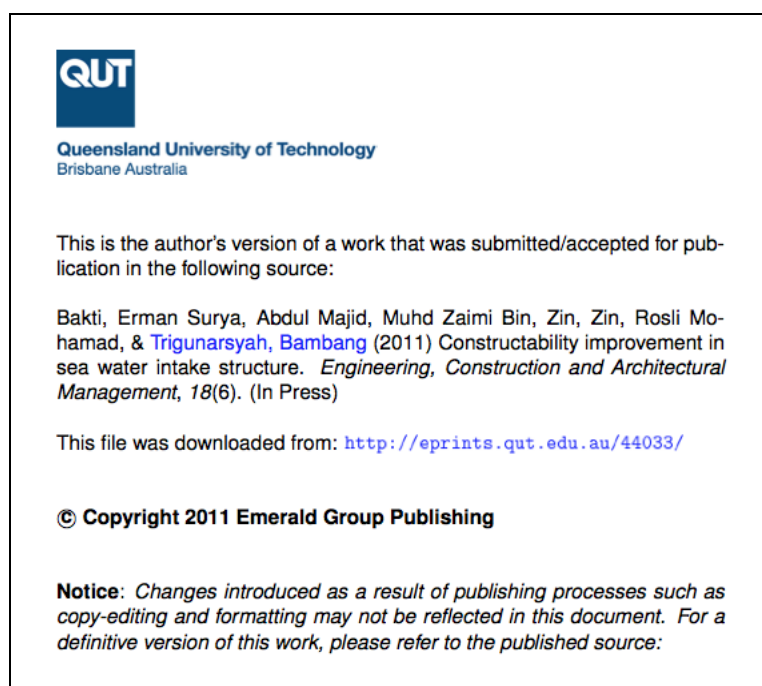 QUT
Queensland University of Technology
Brisbane Australia
This is the author's version of a work that was submitted/accepted for pub-
lication in the following source:
Bakti, Erman Surya, Abdul Majid, Muhd Zaimi Bin, Zin, Zin, Rosli Mo-
hamad, & Trigunarsyah, Bambang (2011) Constructability improvement in
sea water intake structure. Engineering, Construction and Architectural
Management, 18(6). (In Press)
This file was downloaded from: http://eprints.qut.edu.au/44033/
© Copyright 2011 Emerald Group Publishing
Notice: Changes introduced as a result of publishing processes such as
copy-editing and formatting may not be reflected in this document. For a
definitive version of this work, please refer to the published source: